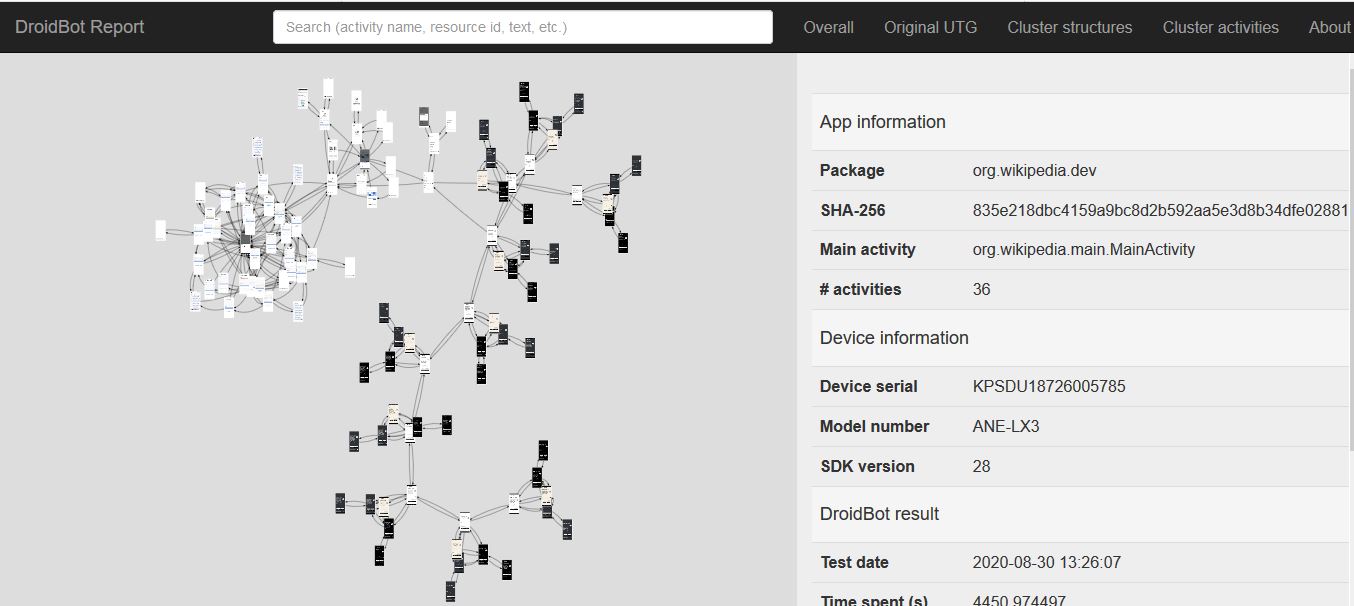 DroidBot Report
Search (activity name, resource id, text, etc.)
Overall Original UTG Cluster structures Cluster activities About
App information
Package org.wikipedia.dev
SHA-256 835e218dbc4159a9bc8d2b592aa5e3d8b34dfe02881
Main activity org.wikipedia.main.MainActivity
# activities 36
Device information
Device serial KPSDU18726005785
Model number ANE-LX3
SDK version 28
DroidBot result
Test date 2020-08-30 13:26:07
Time spent (s) 4450.974497